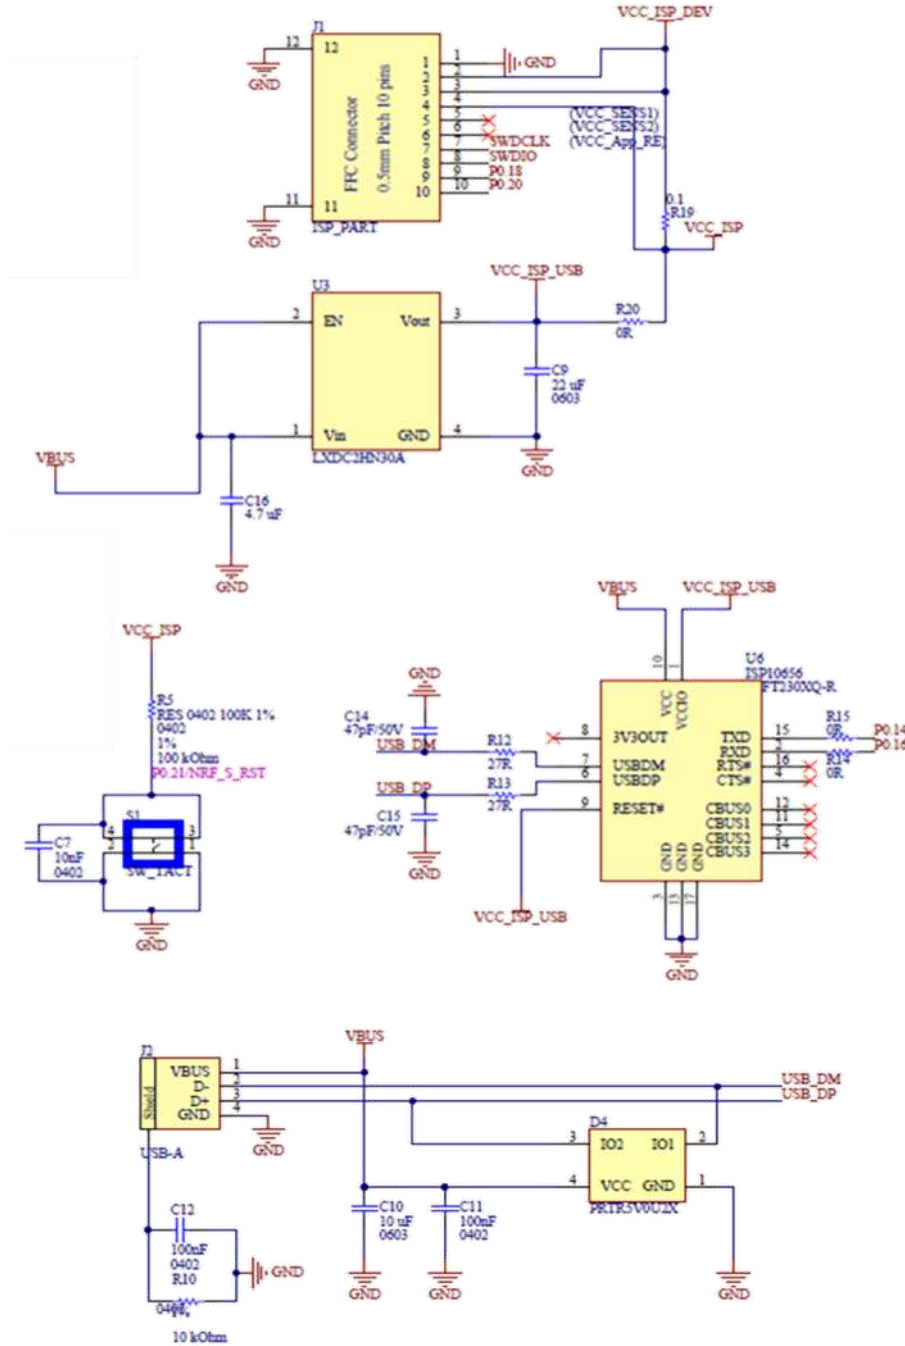 VCC_ISP_DEV
J1
12
12
GND
1
1
GND
2
2
3
3
4
4
5
5
6
6
7
7
SWDCLK
8
8
SWDIO
9
9
P0.18
10
10
P0.20
FFC Connector
0.5mm Pitch 10 pins
(VCC_SENS1)
(VCC_SENS2)
(VCC_App_RE)
11
11
GND
ISP_PART
0.1
R19
VCC_ISP
VCC_ISP_USB
U3
2
EN
Vout
3
R20
0R
C9
22 uF
0603
1
Vin
GND
4
LXDC2HN30A
GND
VBUS
C16
4.7 uF
GND
VCC_ISP
R5
RES 0402 100K 1%
0402
1%
100 kOhm
P0.21/NRF_S_RST
S1
4
3
2
1
SW_TACT
C7
10nF
0402
GND
VBUS
VCC_ISP_USB
U6
ISP10656
FT230XQ-R
10
1
VCC
VCCIO
GND
C14
47pF/50V
USB_DM
R12
27R
USB_DP
R13
27R
C15
47pF/50V
GND
8
3V3OUT
7
USBDM
6
USBDP
9
RESET#
VCC_ISP_USB
TXD
15
R15
0R
P0.14
RXD
2
R14
0R
P0.16
RTS#
16
CTS#
4
CBUS0
12
CBUS1
11
CBUS2
5
CBUS3
14
GND
GND
GND
3
13
17
GND
VBUS
J2
Shield
VBUS
1
D-
2
D+
3
GND
4
USB-A
GND
USB_DM
USB_DP
D4
3
IO2
IO1
2
4
VCC
GND
1
PRTR5V0U2X
C10
10 uF
0603
GND
C11
100nF
0402
GND
GND
C12
100nF
0402
R10
GND
10 kOhm